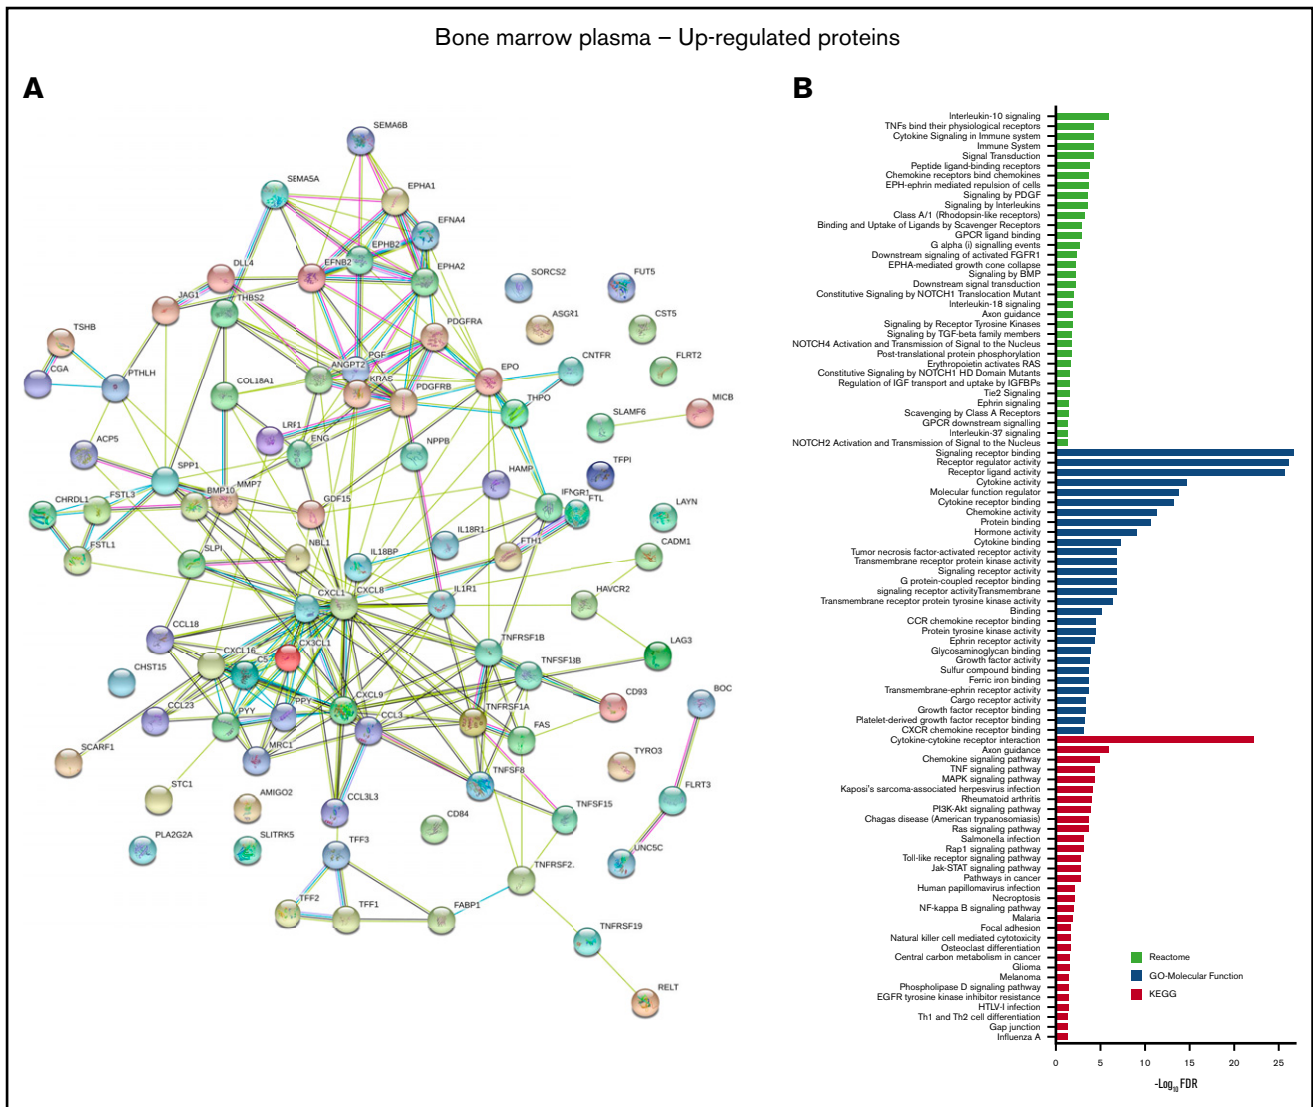 Bone marrow plasma – Up-regulated proteins
A
SEMA6B
SEMA5A
EPHA1
EFNA4
EPHB2
EFNB2
EPHA2
DLL4
JAG1
THBS2
SORCS2
FUT5
ASGR1
CST5
TSHB
CGA
PTHLH
PDGFRA
PGF
ANGPT2
KRAS
COL18A1
PDGFRB
EPO
CNTFR
FLRT2
THPO
SLAMF6
MICB
LRF1
ENG
NPPB
ACP5
SPP1
HAMP
TFPI
CHRDL1
FSTL3
BMP10
MMP7
GDF15
IFNGR1
FTL
LAYN
FSTL1
SLPI
NBL1
IL18BP
IL18R1
FTH1
CADM1
CXCL1
CXCL8
IL1R1
HAVCR2
CCL18
CXCL16
C5
CX3CL1
TNFRSF1B
LAG3
CHST15
TNFSF13B
CCL23
PYY
PPY
CXCL9
CCL3
TNFRSF1A
FAS
CD93
BOC
SCARF1
MRC1
TYRO3
STC1
AMIGO2
CCL3L3
TNFSF8
TNFSF15
FLRT3
CD84
PLA2G2A
SLITRK5
TFF3
UNC5C
TNFRSF2.
TFF2
TFF1
FABP1
TNFRSF19
RELT
B
Interleukin-10 signaling
TNFs bind their physiological receptors
Cytokine Signaling in Immune system
Immune System
Signal Transduction
Peptide ligand-binding receptors
Chemokine receptors bind chemokines
EPH-ephrin mediated repulsion of cells
Signaling by PDGF
Signaling by Interleukins
Class A/1 (Rhodopsin-like receptors)
Binding and Uptake of Ligands by Scavenger Receptors
GPCR ligand binding
G alpha (i) signalling events
Downstream signaling of activated FGFR1
EPHA-mediated growth cone collapse
Signaling by BMP
Downstream signal transduction
Constitutive Signaling by NOTCH1 Translocation Mutant
Interleukin-18 signaling
Axon guidance
Signaling by Receptor Tyrosine Kinases
Signaling by TGF-beta family members
NOTCH4 Activation and Transmission of Signal to the Nucleus
Post-translational protein phosphorylation
Erythropoietin activates RAS
Constitutive Signaling by NOTCH1 HD Domain Mutants
Regulation of IGF transport and uptake by IGFBPs
Tie2 Signaling
Ephrin signaling
Scavenging by Class A Receptors
GPCR downstream signalling
Interleukin-37 signaling
NOTCH2 Activation and Transmission of Signal to the Nucleus
Signaling receptor binding
Receptor regulator activity
Receptor ligand activity
Cytokine activity
Molecular function regulator
Cytokine receptor binding
Chemokine activity
Protein binding
Hormone activity
Cytokine binding
Tumor necrosis factor-activated receptor activity
Transmembrane receptor protein kinase activity
Signaling receptor activity
G protein-coupled receptor binding
signaling receptor activityTransmembrane
Transmembrane receptor protein tyrosine kinase activity
Binding
CCR chemokine receptor binding
Protein tyrosine kinase activity
Ephrin receptor activity
Glycosaminoglycan binding
Growth factor activity
Sulfur compound binding
Ferric iron binding
Transmembrane-ephrin receptor activity
Cargo receptor activity
Growth factor receptor binding
Platelet-derived growth factor receptor binding
CXCR chemokine receptor binding
Cytokine-cytokine receptor interaction
Axon guidance
Chemokine signaling pathway
TNF signaling pathway
MAPK signaling pathway
Kaposi's sarcoma-associated herpesvirus infection
Rheumatoid arthritis
PI3K-Akt signaling pathway
Chagas disease (American trypanosomiasis)
Ras signaling pathway
Salmonella infection
Rap1 signaling pathway
Toll-like receptor signaling pathway
Jak-STAT signaling pathway
Pathways in cancer
Human papillomavirus infection
Necroptosis
NF-kappa B signaling pathway
Malaria
Focal adhesion
Natural killer cell mediated cytotoxicity
Osteoclast differentiation
Central carbon metabolism in cancer
Glioma
Melanoma
Phospholipase D signaling pathway
EGFR tyrosine kinase inhibitor resistance
HTLV-I infection
Th1 and Th2 cell differentiation
Gap junction
Influenza A
Reactome
GO-Molecular Function
KEGG
0 5 10 15 20 25
-Log10 FDR